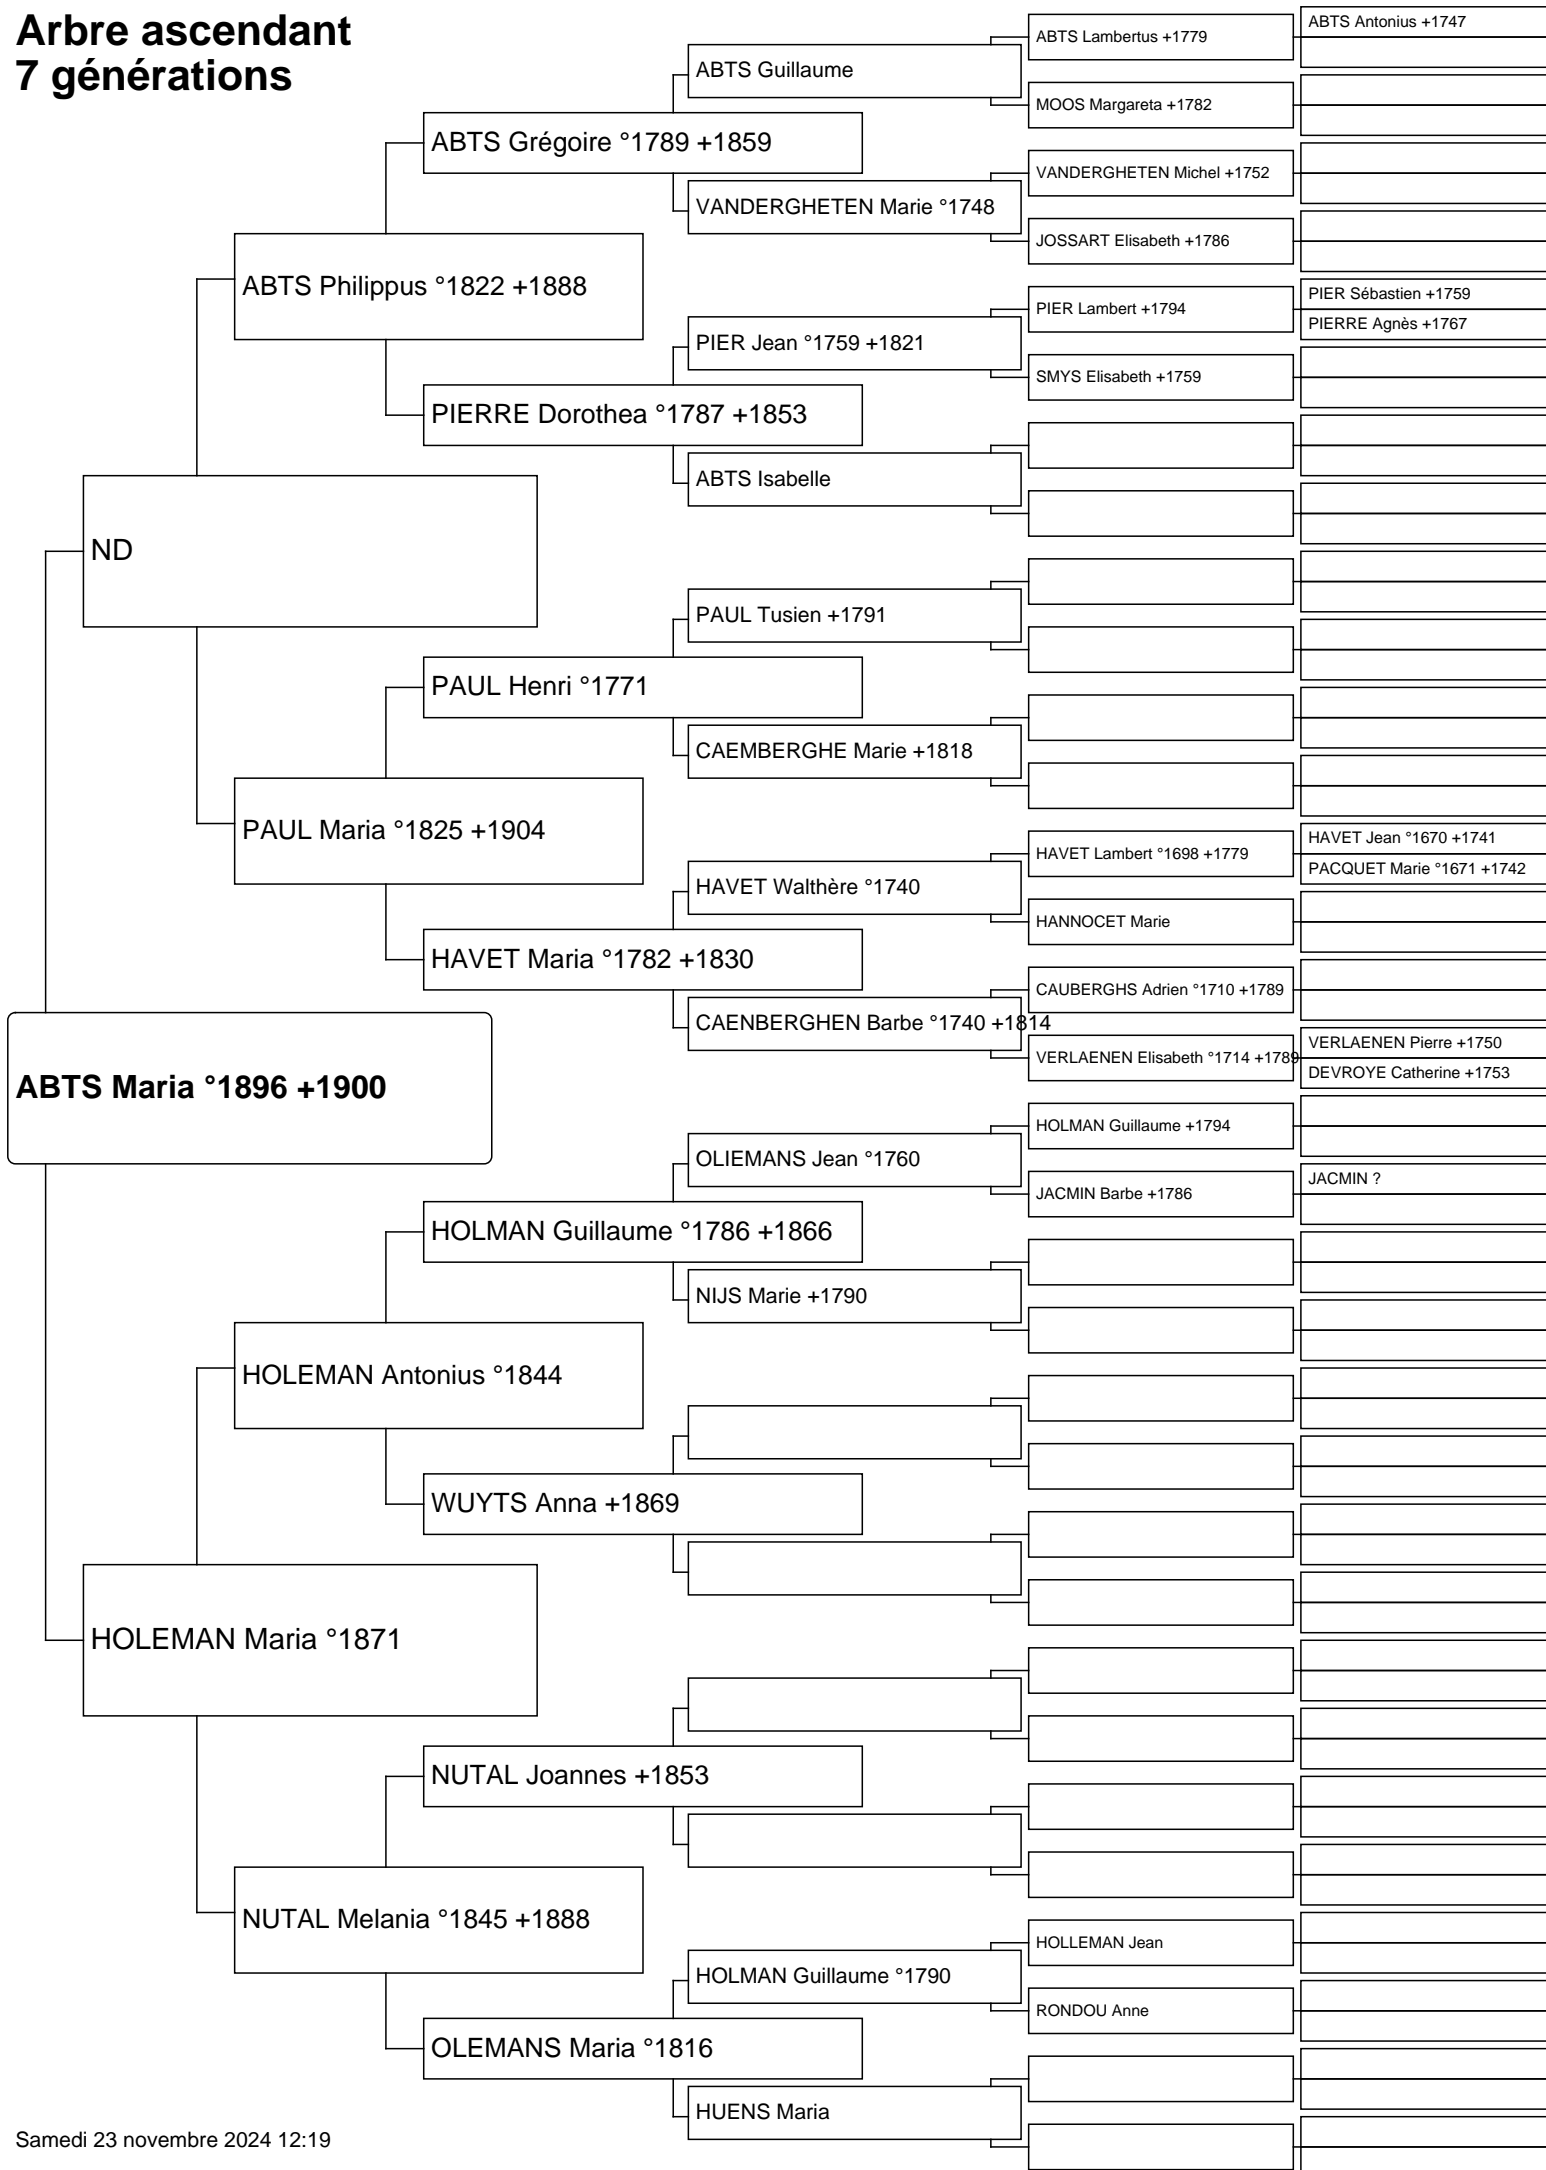 Arbre ascendant
7 générations
ABTS Antonius +1747
ABTS Lambertus +1779
ABTS Guillaume
MOOS Margareta +1782
ABTS Grégoire °1789 +1859
VANDERGHETEN Michel +1752
VANDERGHETEN Marie °1748
JOSSART Elisabeth +1786
ABTS Philippus °1822 +1888
PIER Sébastien +1759
PIER Lambert +1794
PIERRE Agnès +1767
PIER Jean °1759 +1821
SMYS Elisabeth +1759
PIERRE Dorothea °1787 +1853
ABTS Isabelle
ND
PAUL Tusien +1791
PAUL Henri °1771
CAEMBERGHE Marie +1818
PAUL Maria °1825 +1904
HAVET Jean °1670 +1741
HAVET Lambert °1698 +1779
PACQUET Marie °1671 +1742
HAVET Walthère °1740
HANNOCET Marie
HAVET Maria °1782 +1830
CAUBERGHS Adrien °1710 +1789
CAENBERGHEN Barbe °1740 +1814
VERLAENEN Pierre +1750
VERLAENEN Elisabeth °1714 +1789
DEVROYE Catherine +1753
ABTS Maria °1896 +1900
HOLMAN Guillaume +1794
OLIEMANS Jean °1760
JACMIN ?
JACMIN Barbe +1786
HOLMAN Guillaume °1786 +1866
NIJS Marie +1790
HOLEMAN Antonius °1844
WUYTS Anna +1869
HOLEMAN Maria °1871
NUTAL Joannes +1853
NUTAL Melania °1845 +1888
HOLLEMAN Jean
HOLMAN Guillaume °1790
RONDOU Anne
OLEMANS Maria °1816
HUENS Maria
Samedi 23 novembre 2024 12:19